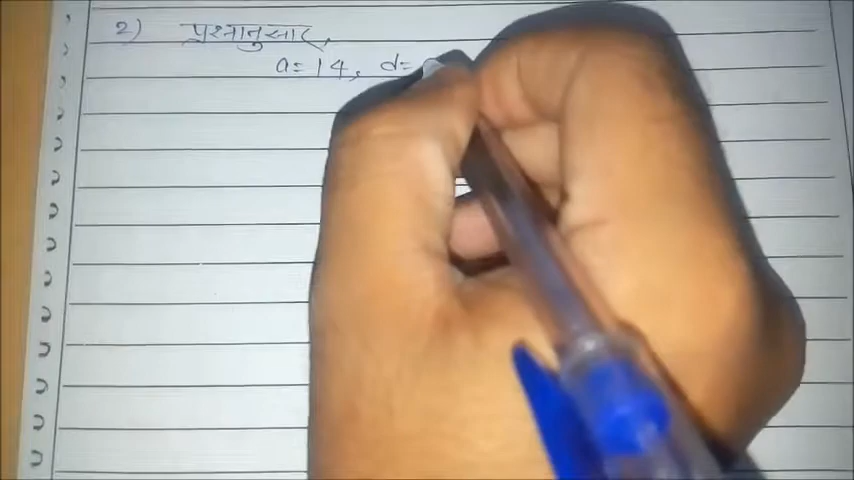 2) प्रश्नानुसार,
a = 14, d =